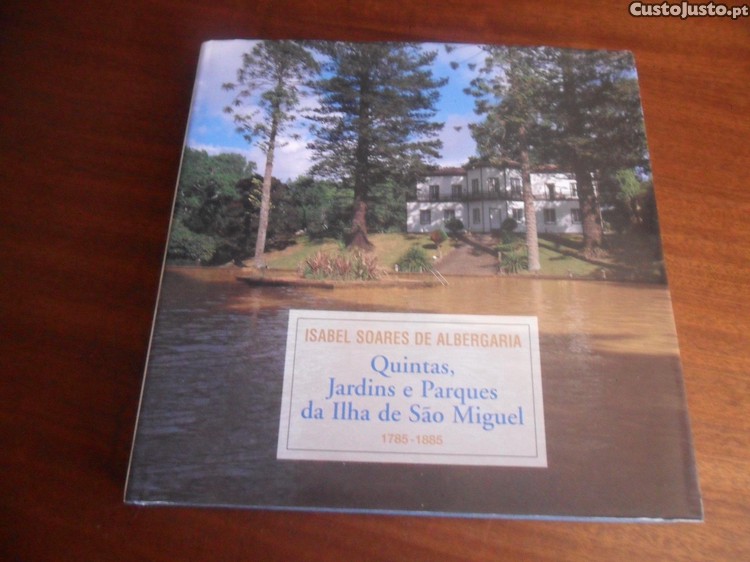 CustoJusto.pt
ISABEL SOARES DE ALBERGARIA
Quintas,
Jardins e Parques
da Ilha de São Miguel
1785-1885